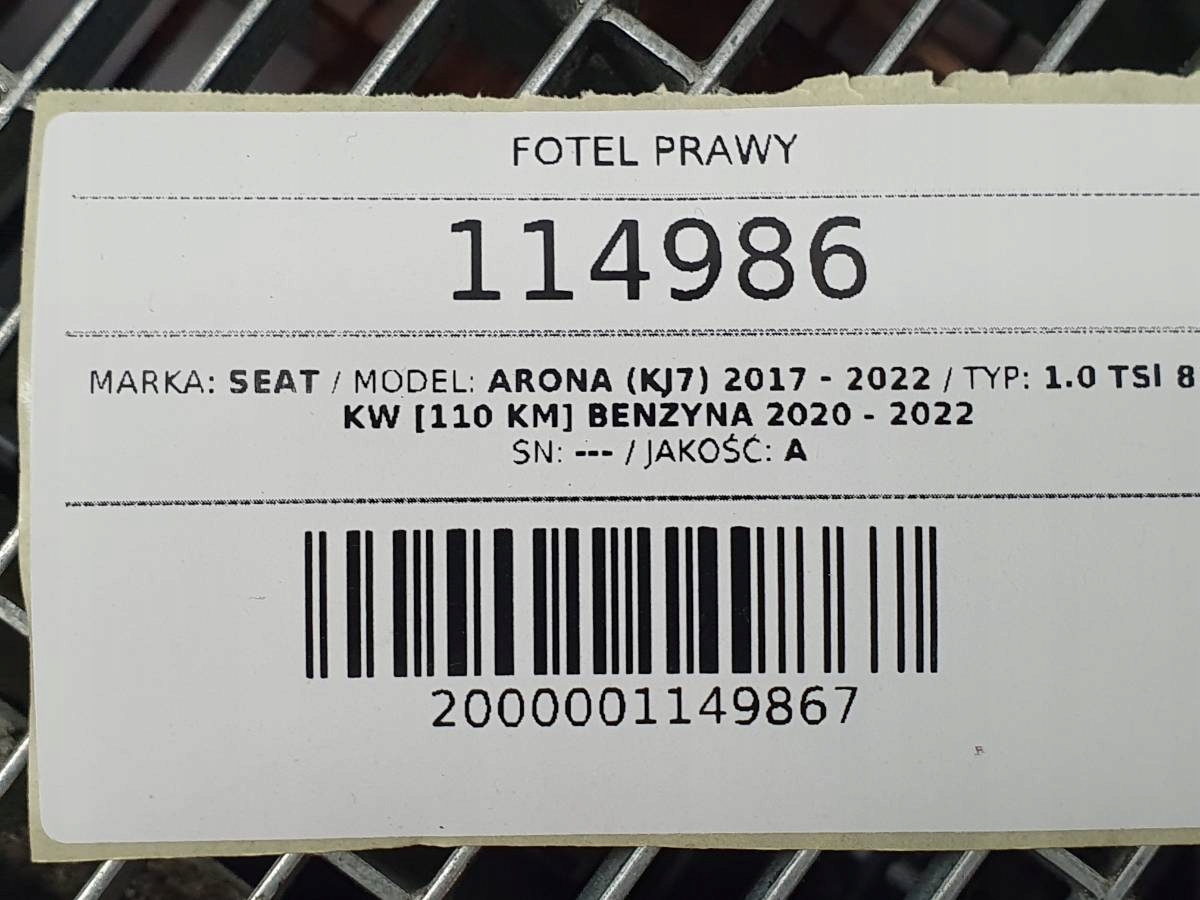 FOTEL PRAWY
114986
MARKA: SEAT / MODEL: ARONA (KJ7) 2017 - 2022 / TYP: 1.0 TSI 8
KW [110 KM] BENZYNA 2020 - 2022
SN: --- / JAKOŚĆ: A
2000001149867